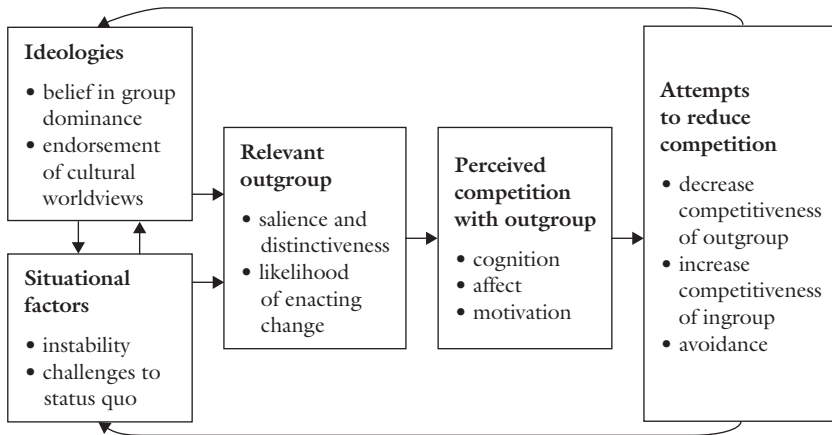 Ideologies
• belief in group
dominance
• endorsement
of cultural
worldviews
Situational
factors
• instability
• challenges to
status quo
Relevant
outgroup
• salience and
distinctiveness
• likelihood
of enacting
change
Perceived
competition
with outgroup
• cognition
• affect
• motivation
Attempts
to reduce
competition
• decrease
competitiveness
of outgroup
• increase
competitiveness
of ingroup
• avoidance